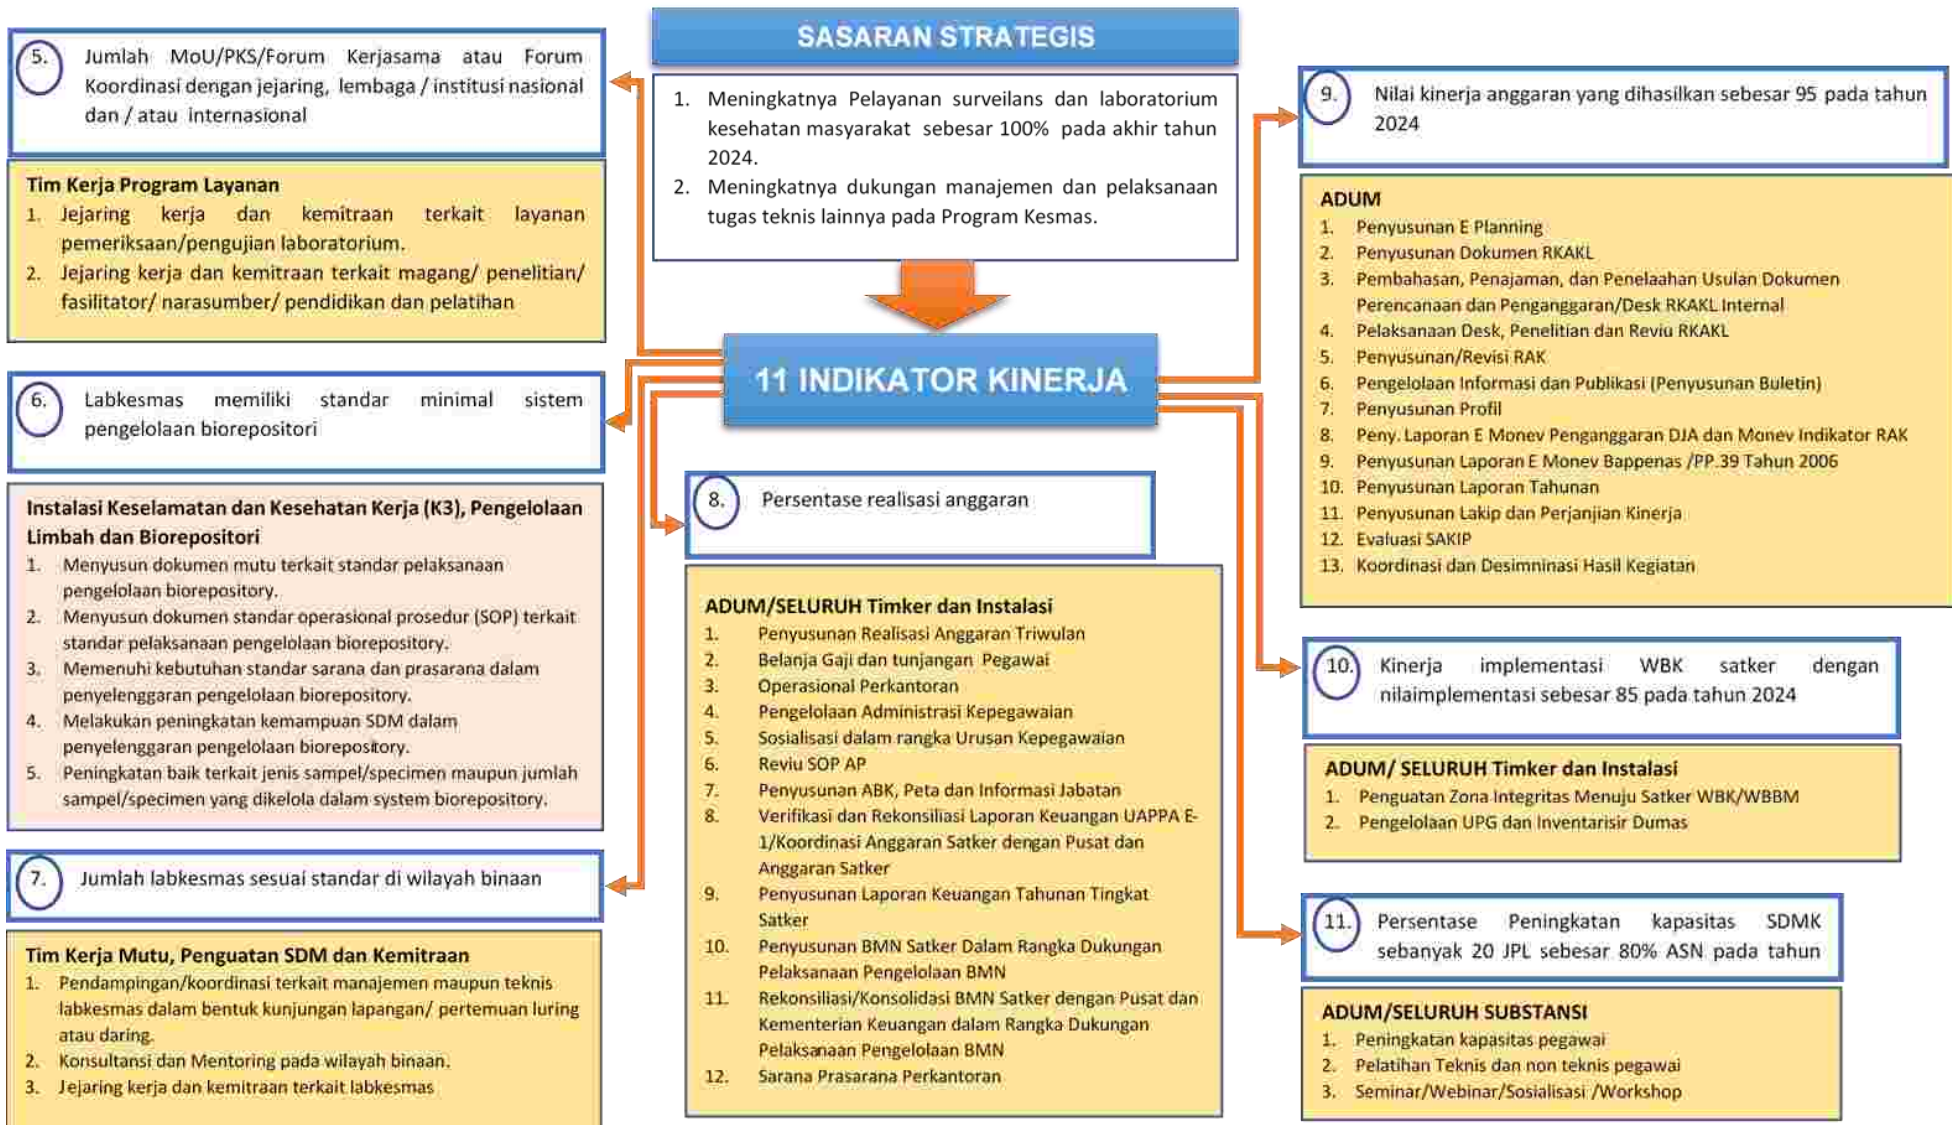 SASARAN STRATEGIS
1. Meningkatnya Pelayanan surveilans dan laboratorium
kesehatan masyarakat sebesar 100% pada akhir tahun
2024.
2. Meningkatnya dukungan manajemen dan pelaksanaan
tugas teknis lainnya pada Program Kesmas.
11 INDIKATOR KINERJA
5. Jumlah MoU/PKS/Forum Kerjasama atau Forum
Koordinasi dengan jejaring, lembaga / institusi nasional
dan / atau internasional
Tim Kerja Program Layanan
1. Jejaring kerja dan kemitraan terkait layanan
pemeriksaan/pengujian laboratorium.
2. Jejaring kerja dan kemitraan terkait magang/ penelitian/
fasilitator/ narasumber/ pendidikan dan pelatihan
6. Labkesmas memiliki standar minimal sistem
pengelolaan biorepositori
Instalasi Keselamatan dan Kesehatan Kerja (K3), Pengelolaan
Limbah dan Biorepositori
1. Menyusun dokumen mutu terkait standar pelaksanaan
pengelolaan biorepository.
2. Menyusun dokumen standar operasional prosedur (SOP) terkait
standar pelaksanaan pengelolaan biorepository.
3. Memenuhi kebutuhan standar sarana dan prasarana dalam
penyelenggaran pengelolaan biorepository.
4. Melakukan peningkatan kemampuan SDM dalam
penyelenggaran pengelolaan biorepository.
5. Peningkatan baik terkait jenis sampel/specimen maupun jumlah
sampel/specimen yang dikelola dalam system biorepository.
7. Jumlah labkesmas sesuai standar di wilayah binaan
Tim Kerja Mutu, Penguatan SDM dan Kemitraan
1. Pendampingan/koordinasi terkait manajemen maupun teknis
labkesmas dalam bentuk kunjungan lapangan/ pertemuan luring
atau daring.
2. Konsultansi dan Mentoring pada wilayah binaan.
3. Jejaring kerja dan kemitraan terkait labkesmas
8. Persentase realisasi anggaran
ADUM/SELURUH Timker dan Instalasi
1. Penyusunan Realisasi Anggaran Triwulan
2. Belanja Gaji dan tunjangan Pegawai
3. Operasional Perkantoran
4. Pengelolaan Administrasi Kepegawaian
5. Sosialisasi dalam rangka Urusan Kepegawaian
6. Reviu SOP AP
7. Penyusunan ABK, Peta dan Informasi Jabatan
8. Verifikasi dan Rekonsiliasi Laporan Keuangan UAPPA E-
1/Koordinasi Anggaran Satker dengan Pusat dan
Anggaran Satker
9. Penyusunan Laporan Keuangan Tahunan Tingkat
Satker
10. Penyusunan BMN Satker Dalam Rangka Dukungan
Pelaksanaan Pengelolaan BMN
11. Rekonsiliasi/Konsolidasi BMN Satker dengan Pusat dan
Kementerian Keuangan dalam Rangka Dukungan
Pelaksanaan Pengelolaan BMN
12. Sarana Prasarana Perkantoran
9. Nilai kinerja anggaran yang dihasilkan sebesar 95 pada tahun
2024
ADUM
1. Penyusunan E Planning
2. Penyusunan Dokumen RKAKL
3. Pembahasan, Penajaman, dan Penelaahan Usulan Dokumen
Perencanaan dan Penganggaran/Desk RKAKL Internal
4. Pelaksanaan Desk, Penelitian dan Reviu RKAKL
5. Penyusunan/Revisi RAK
6. Pengelolaan Informasi dan Publikasi (Penyusunan Buletin)
7. Penyusunan Profil
8. Peny. Laporan E Monev Penganggaran DJA dan Monev Indikator RAK
9. Penyusunan Laporan E Monev Bappenas /PP.39 Tahun 2006
10. Penyusunan Laporan Tahunan
11. Penyusunan Lakip dan Perjanjian Kinerja
12. Evaluasi SAKIP
13. Koordinasi dan Desimninasi Hasil Kegiatan
10. Kinerja implementasi WBK satker dengan
nilaimplementasi sebesar 85 pada tahun 2024
ADUM/ SELURUH Timker dan Instalasi
1. Penguatan Zona Integritas Menuju Satker WBK/WBBM
2. Pengelolaan UPG dan Inventarisir Dumas
11. Persentase Peningkatan kapasitas SDMK
sebanyak 20 JPL sebesar 80% ASN pada tahun
ADUM/SELURUH SUBSTANSI
1. Peningkatan kapasitas pegawai
2. Pelatihan Teknis dan non teknis pegawai
3. Seminar/Webinar/Sosialisasi /Workshop